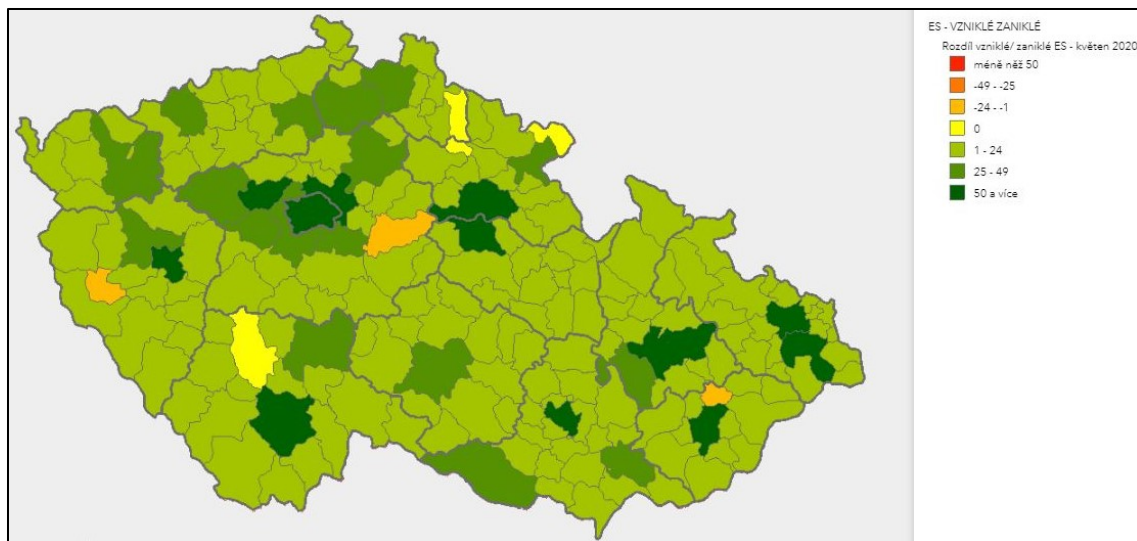 ES - VZNIKLÉ ZANIKLÉ
Rozdíl vzniklé/ zaniklé ES - květen 2020
méně něž 50
-49 - -25
-24 - -1
0
1 - 24
25 - 49
50 a více